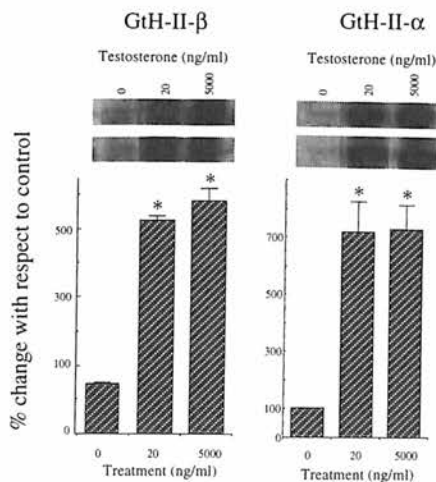 GtH-II-β
Testosterone (ng/ml)
0 20 5000
*
*
% change with respect to control
500
300
100
0
0 20 5000
Treatment (ng/ml)
GtH-II-α
Testosterone (ng/ml)
0 20 5000
*
*
700
500
300
100
0
0 20 5000
Treatment (ng/ml)